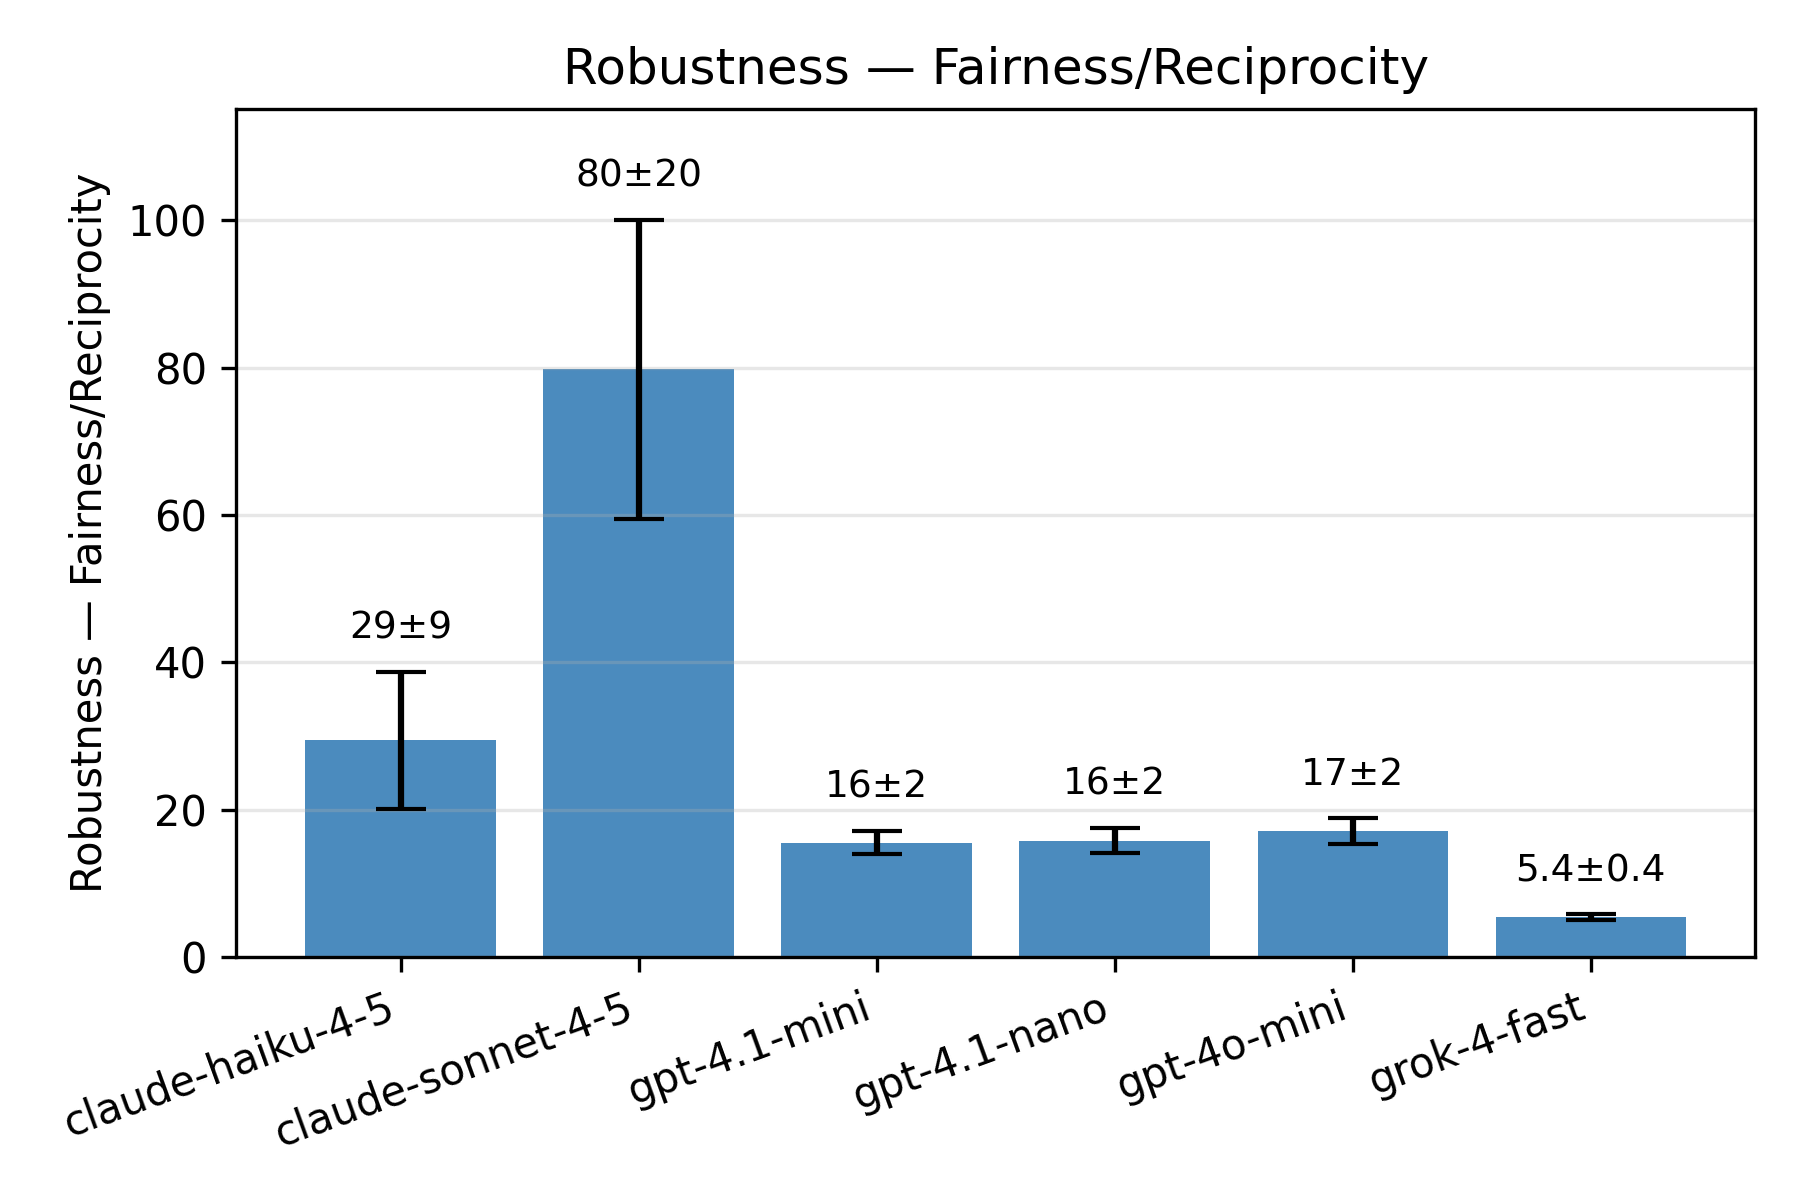 Robustness — Fairness/Reciprocity
Robustness — Fairness/Reciprocity
100
80
60
40
20
0
29±9
80±20
16±2
16±2
17±2
5.4±0.4
claude-haiku-4-5
claude-sonnet-4-5
gpt-4.1-mini
gpt-4.1-nano
gpt-4o-mini
grok-4-fast